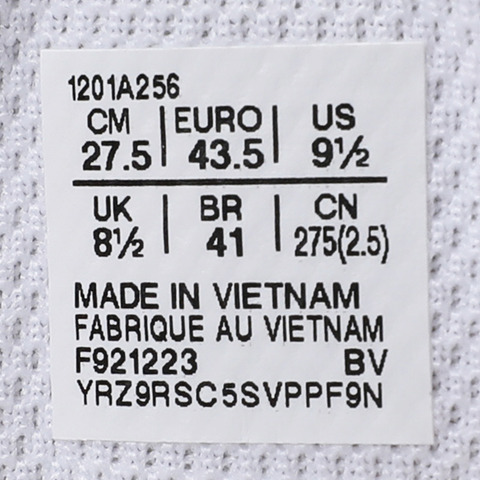 1201A256
CM | EURO | US
27.5 | 43.5 | 9½
UK | BR | CN
8½ | 41 | 275(2.5)
MADE IN VIETNAM
FABRIQUE AU VIETNAM
F921223 BV
YRZ9RSC5SVPPF9N